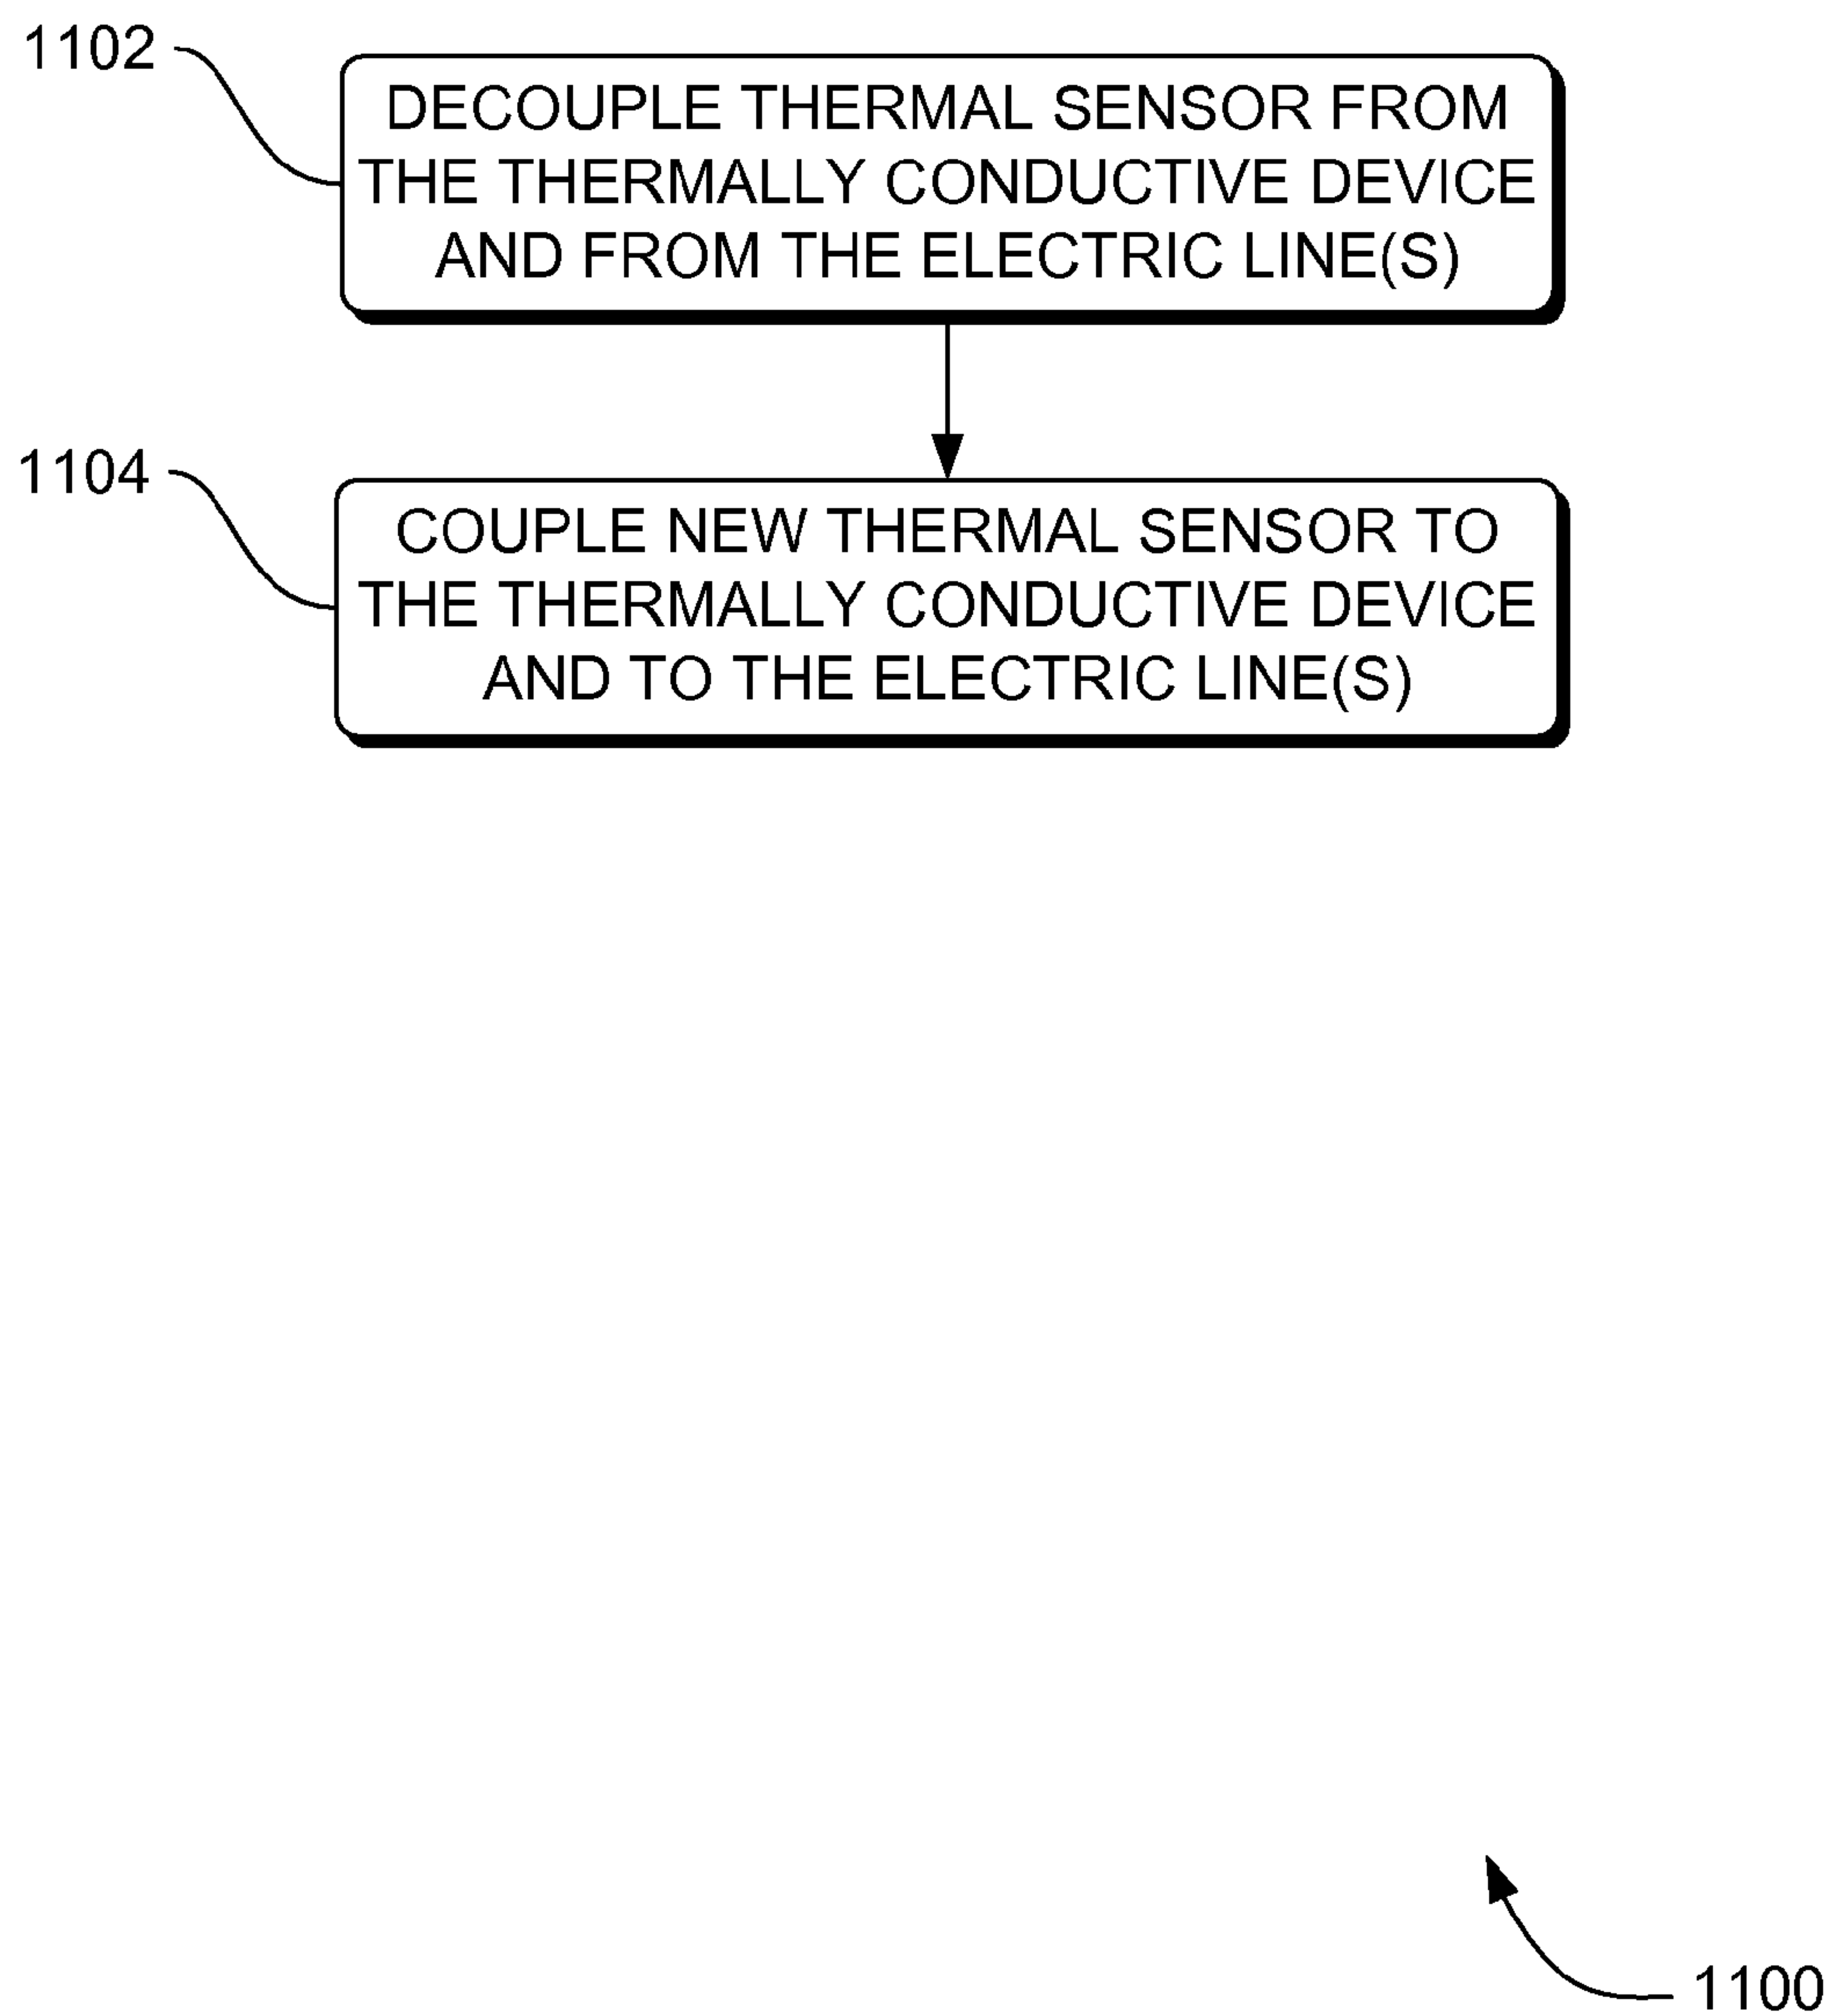 1102
DECOUPLE THERMAL SENSOR FROM
THE THERMALLY CONDUCTIVE DEVICE
AND FROM THE ELECTRIC LINE(S)
1104
COUPLE NEW THERMAL SENSOR TO
THE THERMALLY CONDUCTIVE DEVICE
AND TO THE ELECTRIC LINE(S)
1100